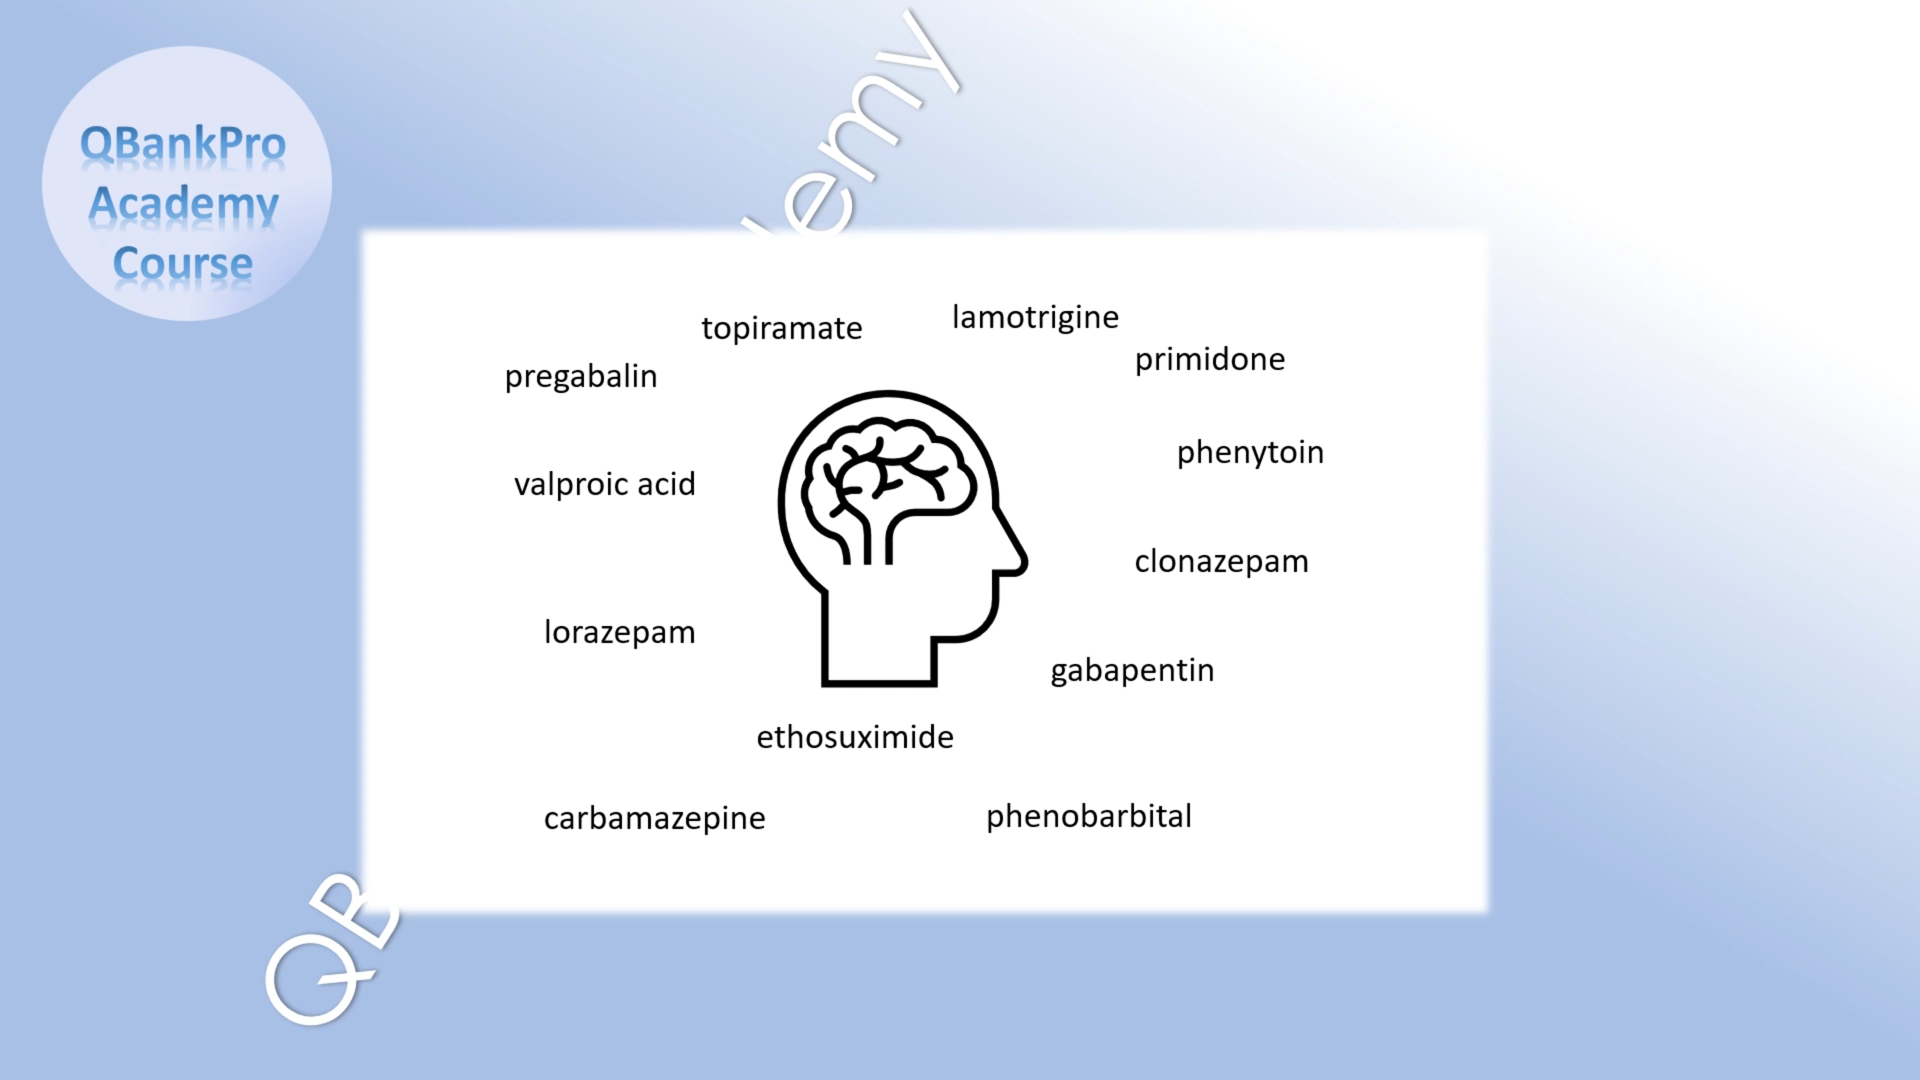 QBankPro
Academy
Course
topiramate
lamotrigine
primidone
pregabalin
phenytoin
valproic acid
clonazepam
lorazepam
gabapentin
ethosuximide
carbamazepine
phenobarbital